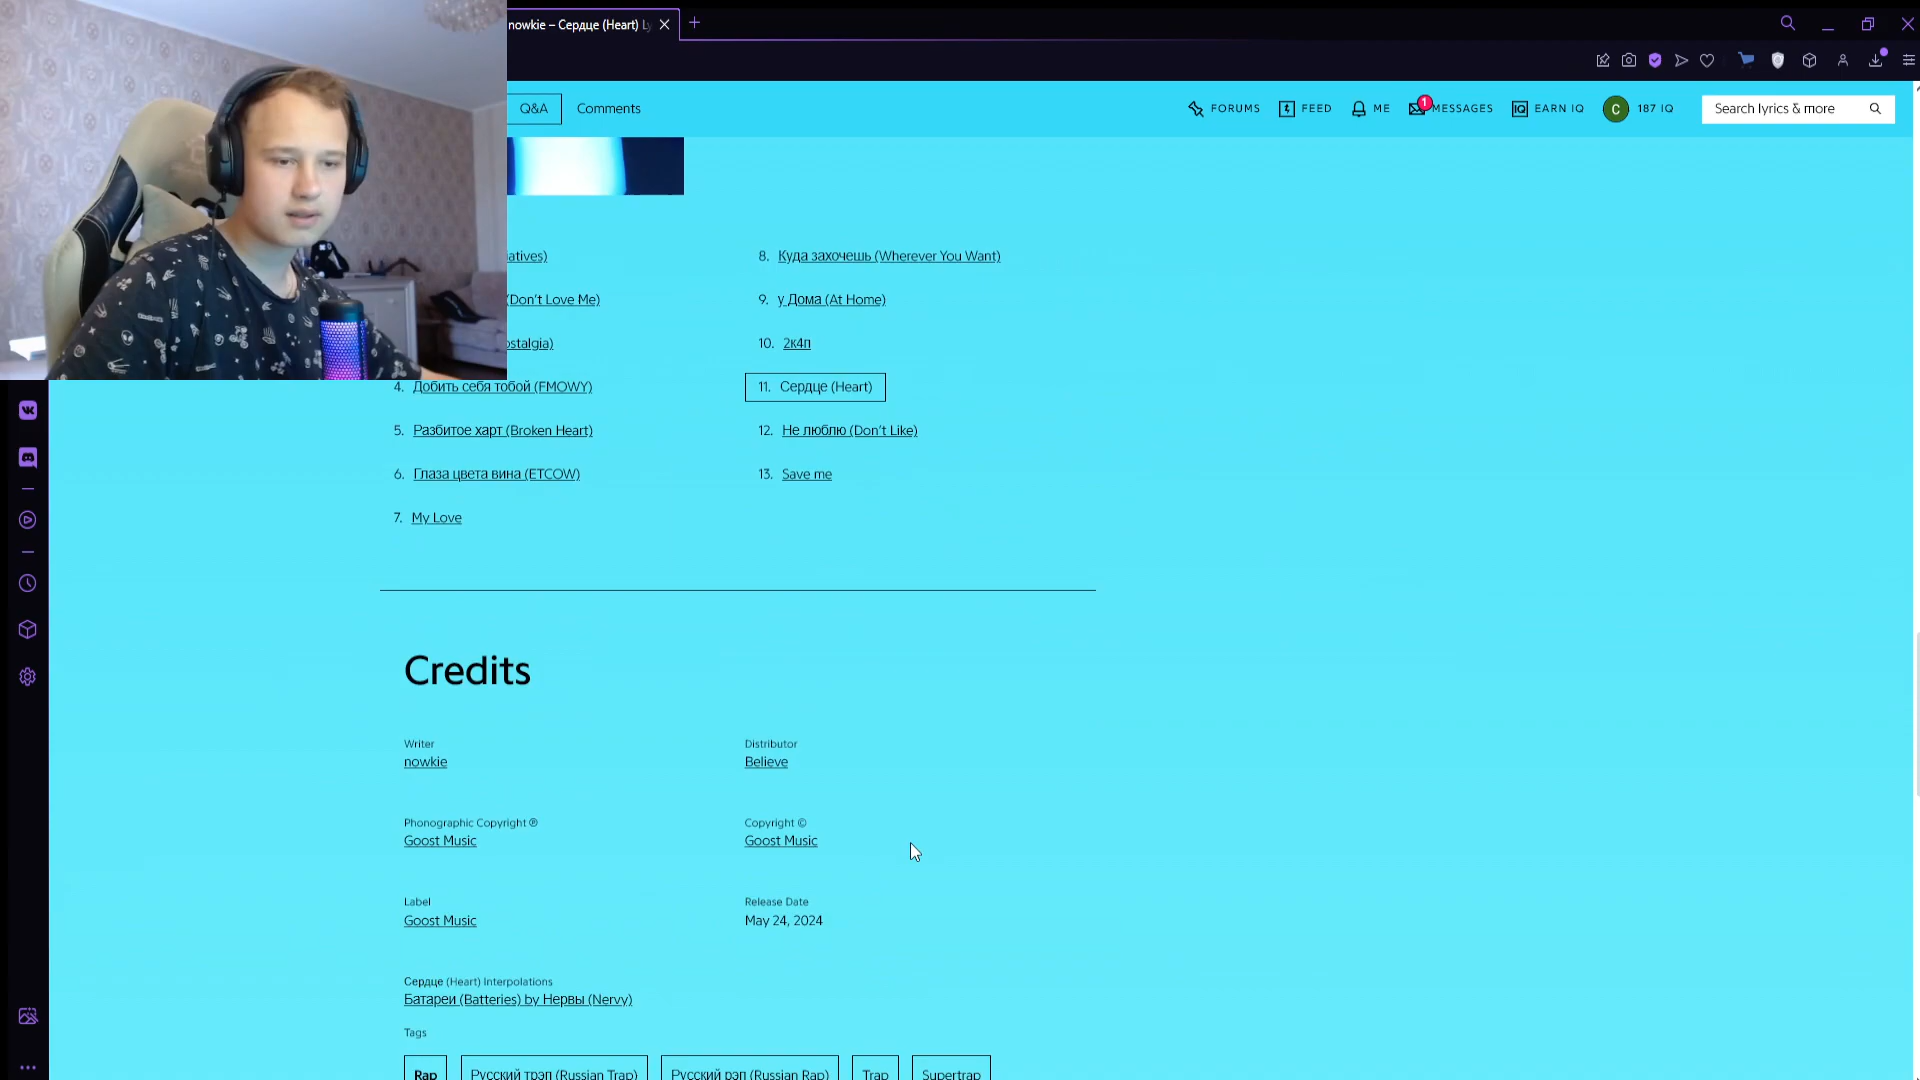 nowkie – Сердце (Heart)
Q&A
Comments
FORUMS
FEED
ME
1
MESSAGES
IQ
EARN IQ
C
187 IQ
Search lyrics & more
(Don't Love Me)
4. Добить себя тобой (FMOWY)
5. Разбитое харт (Broken Heart)
6. Глаза цвета вина (ETCOW)
7. My Love
8. Куда захочешь (Wherever You Want)
9. у Дома (At Home)
10. 2к4п
11. Сердце (Heart)
12. Не люблю (Don't Like)
13. Save me
Credits
Writer
nowkie
Distributor
Believe
Phonographic Copyright ℗
Goost Music
Copyright ©
Goost Music
Label
Goost Music
Release Date
May 24, 2024
Сердце (Heart) Interpolations
Батареи (Batteries) by Нервы (Nervy)
Tags
Rap
Русский трэп (Russian Trap)
Русский рэп (Russian Rap)
Trap
Supertrap